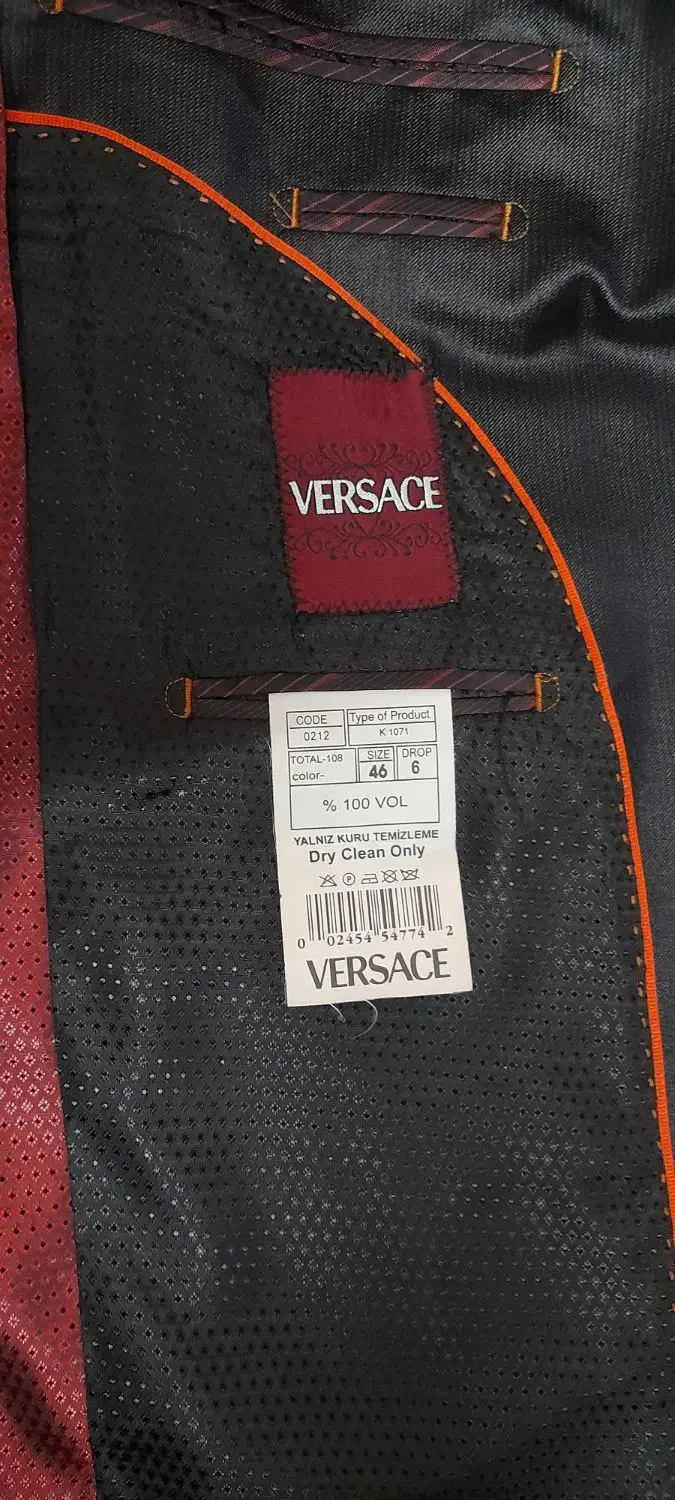 VERSACE
CODE Type of Product
0212 K 1071
TOTAL-108 SIZE DROP
color- 46 6
% 100 VOL
YALNIZ KURU TEMİZLEME
Dry Clean Only
P
0 02454 54774 2
VERSACE